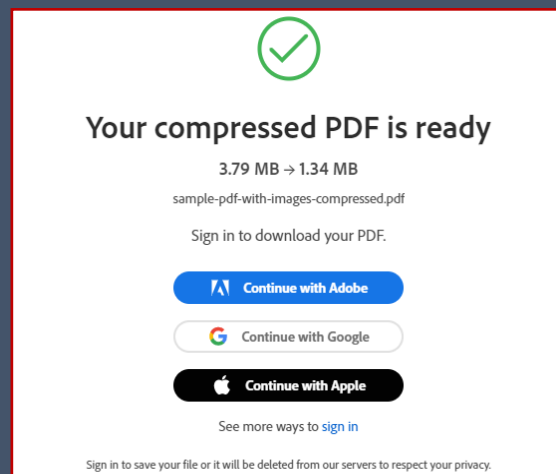 Your compressed PDF is ready
3.79 MB → 1.34 MB
sample-pdf-with-images-compressed.pdf
Sign in to download your PDF.
Continue with Adobe
Continue with Google
Continue with Apple
See more ways to sign in
Sign in to save your file or it will be deleted from our servers to respect your privacy.